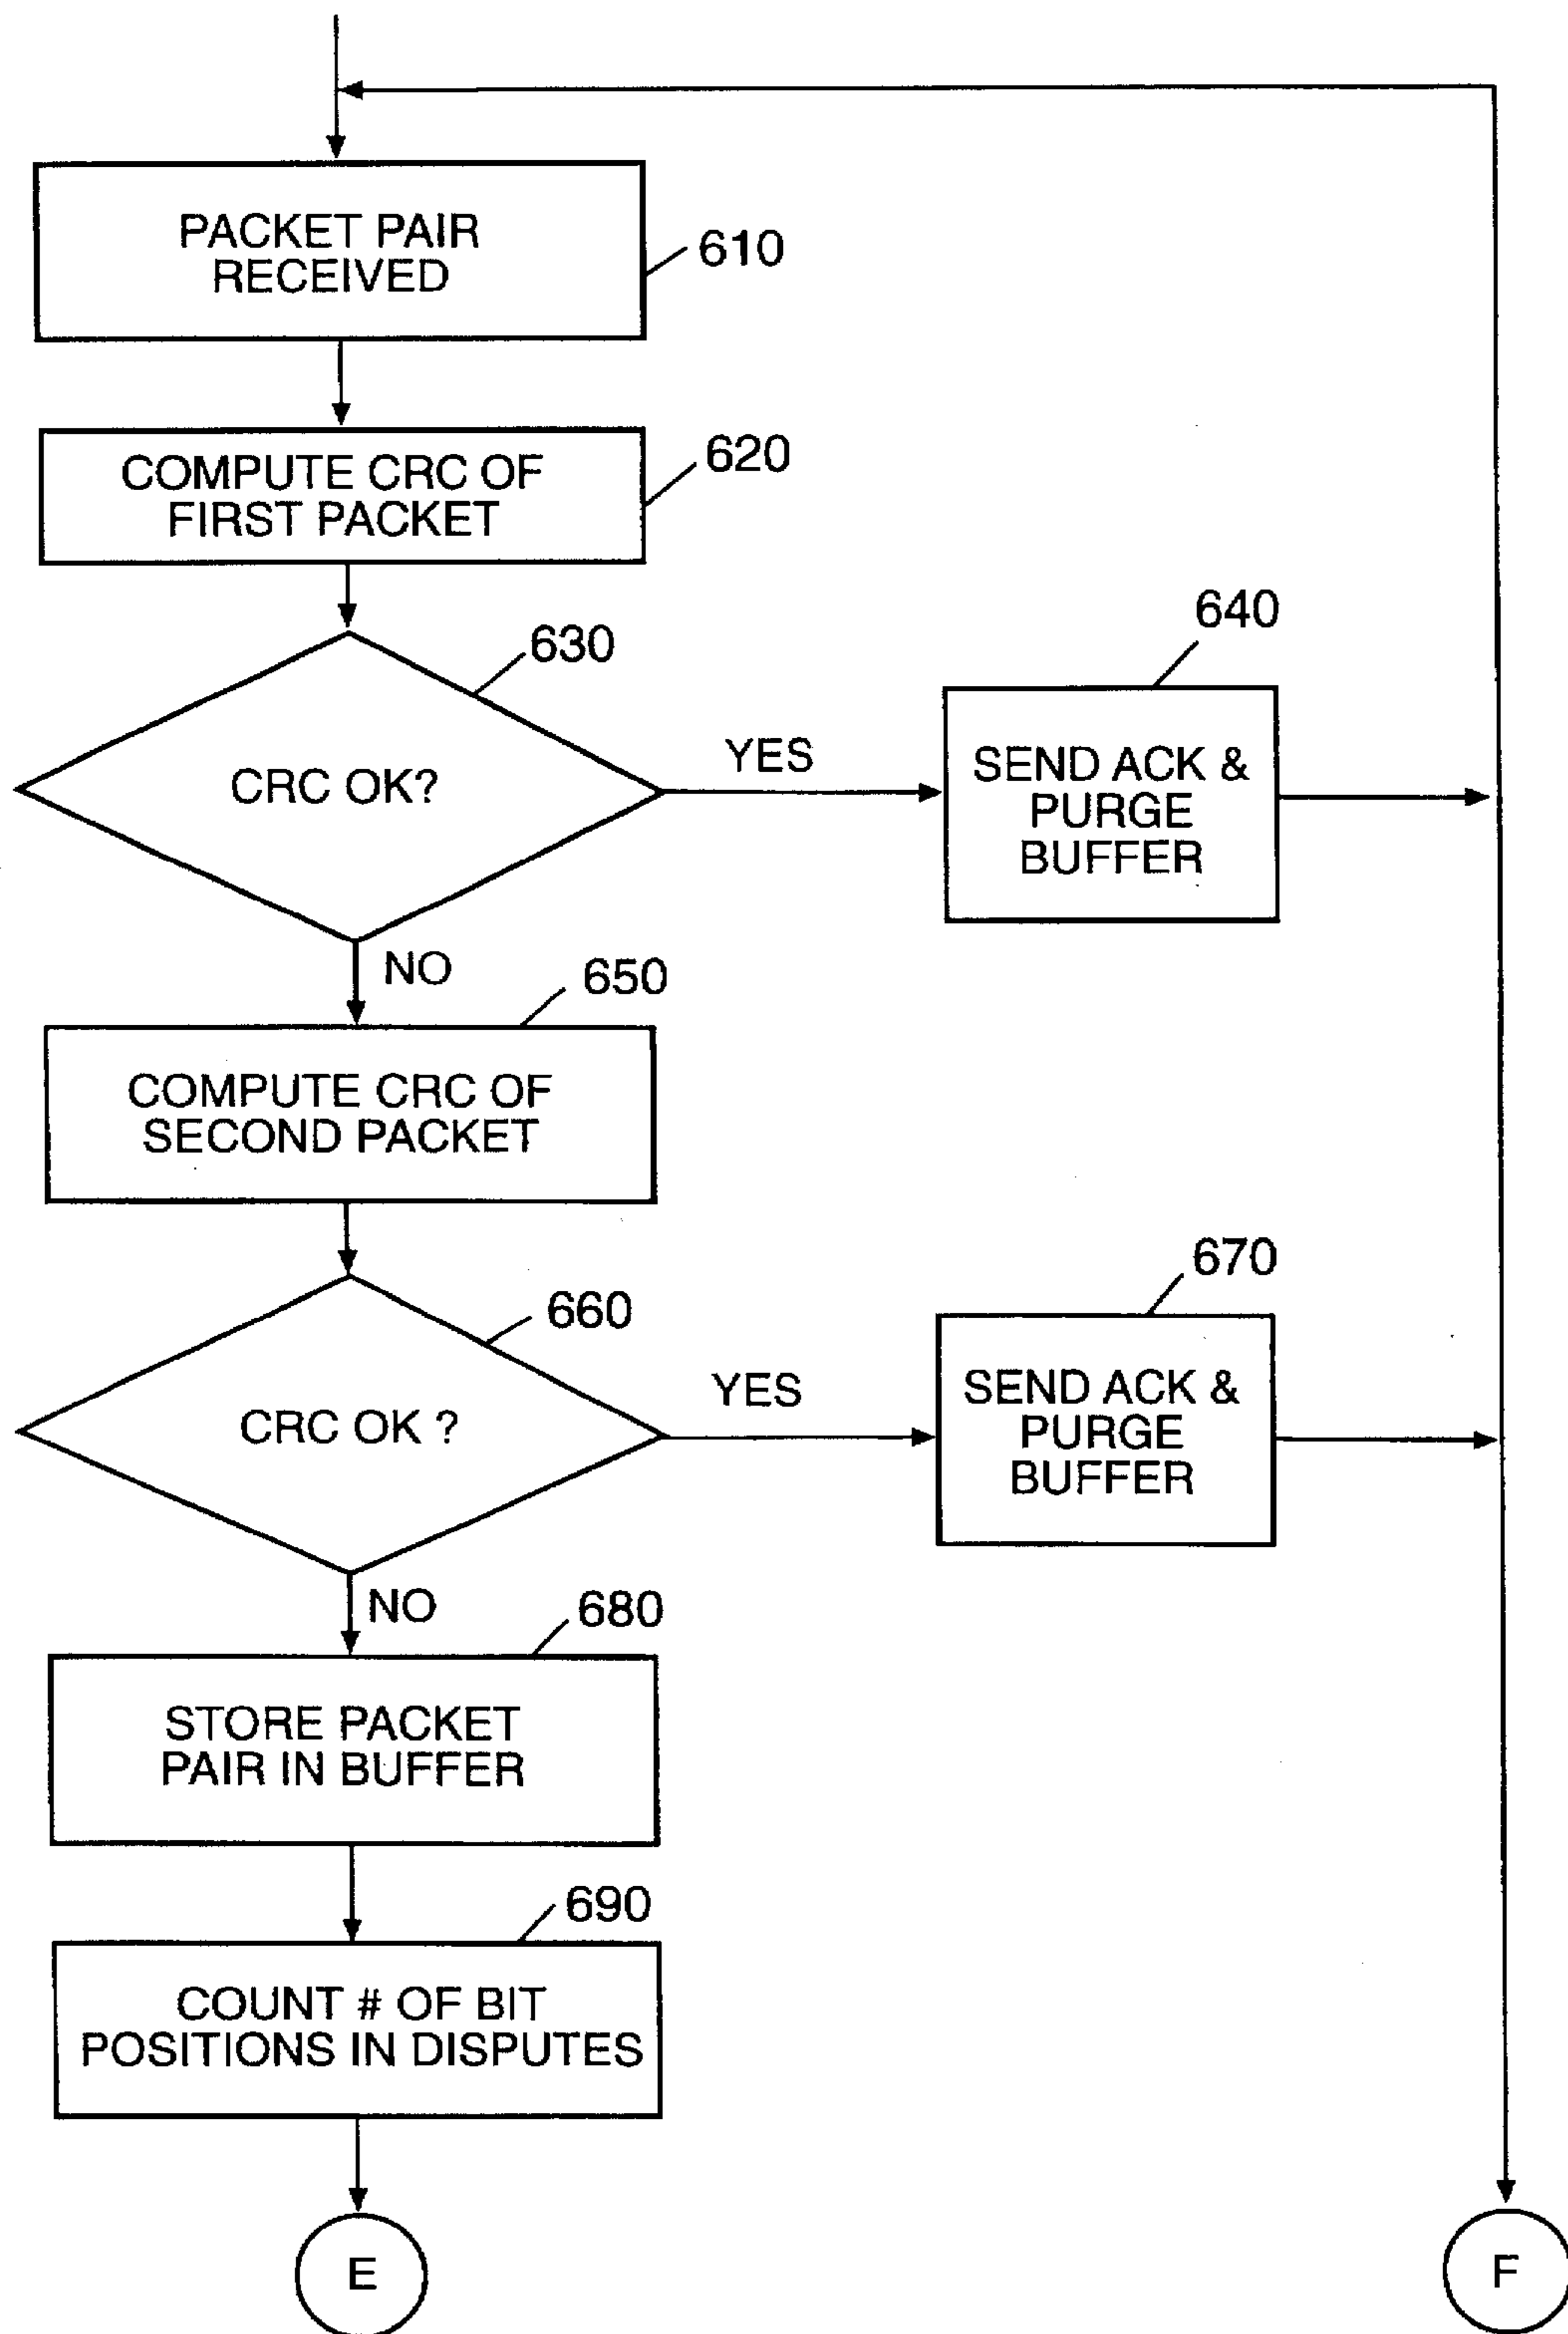 PACKET PAIR
RECEIVED
610
COMPUTE CRC OF
FIRST PACKET
620
630
CRC OK?
YES
640
SEND ACK &
PURGE
BUFFER
NO
650
COMPUTE CRC OF
SECOND PACKET
660
CRC OK ?
YES
670
SEND ACK &
PURGE
BUFFER
NO
680
STORE PACKET
PAIR IN BUFFER
690
COUNT # OF BIT
POSITIONS IN DISPUTES
E
F